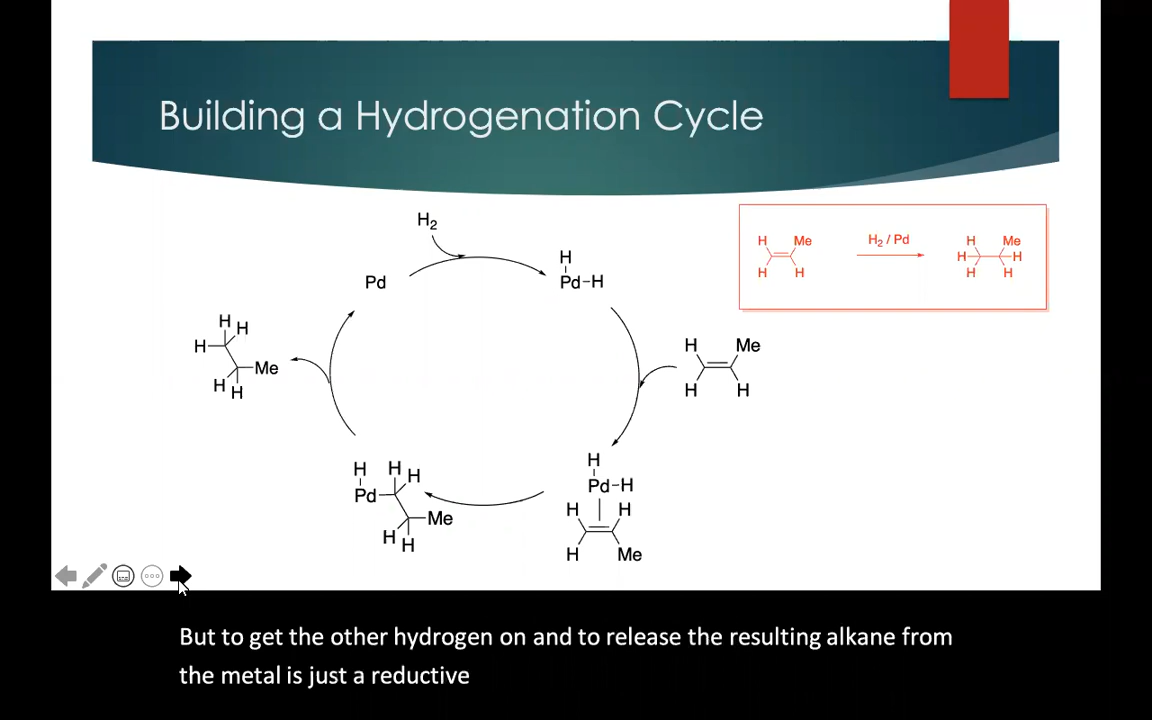 Building a Hydrogenation Cycle
H2
H
Pd-H
Pd
H Me
H H
H2 / Pd
H Me
H H
H H
H H
H Me
H H
H Me
H H
H
Pd-H
H H
H Me
H H H
Pd
Me
H H
But to get the other hydrogen on and to release the resulting alkane from
the metal is just a reductive